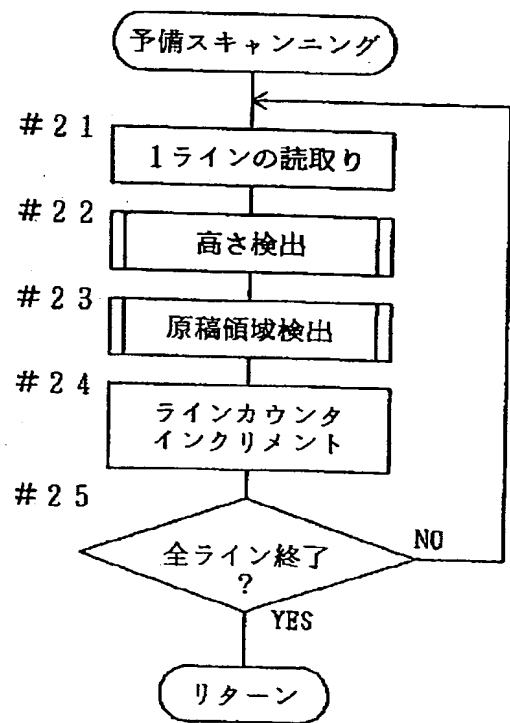 予備スキャンニング
#21
1ラインの読取り
#22
高さ検出
#23
原稿領域検出
#24
ラインカウンタ
インクリメント
#25
全ライン終了
?
NO
YES
リターン